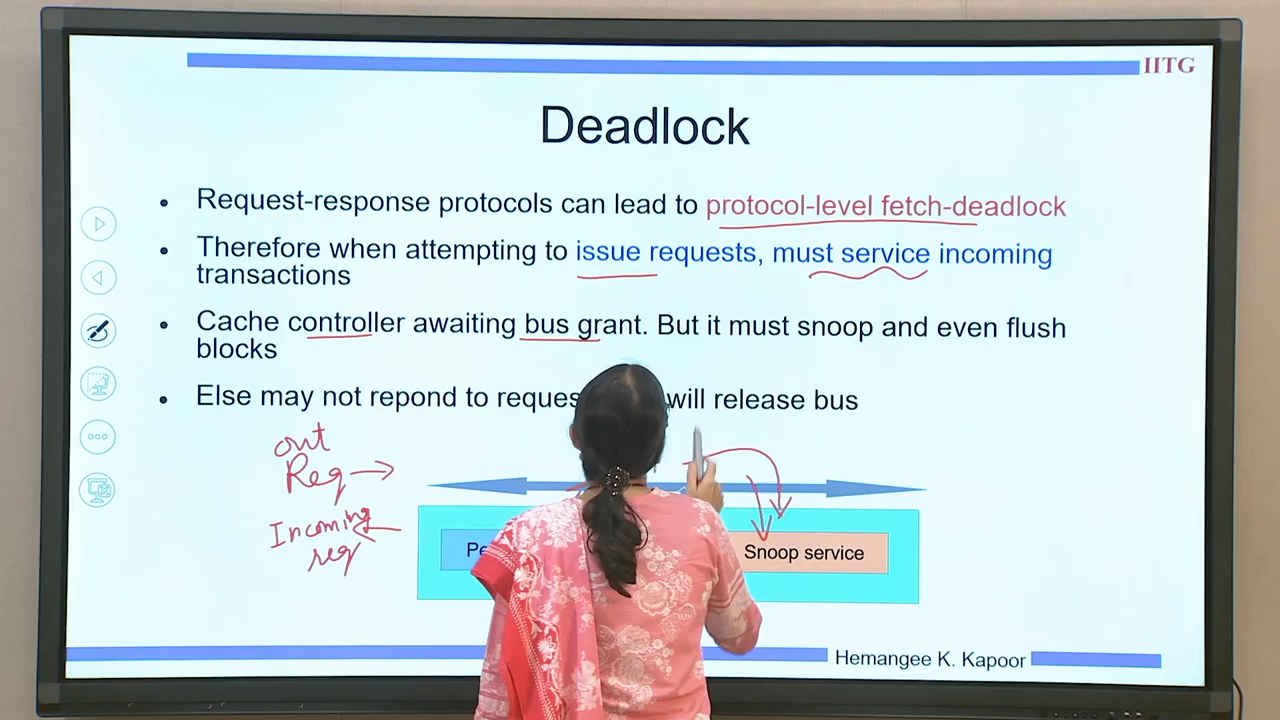 IITG
Deadlock
• Request-response protocols can lead to protocol-level fetch-deadlock
• Therefore when attempting to issue requests, must service incoming
transactions
• Cache controller awaiting bus grant. But it must snoop and even flush
blocks
• Else may not repond to will release bus
out
Req →
Incoming
req
Snoop service
Hemangee K. Kapoor